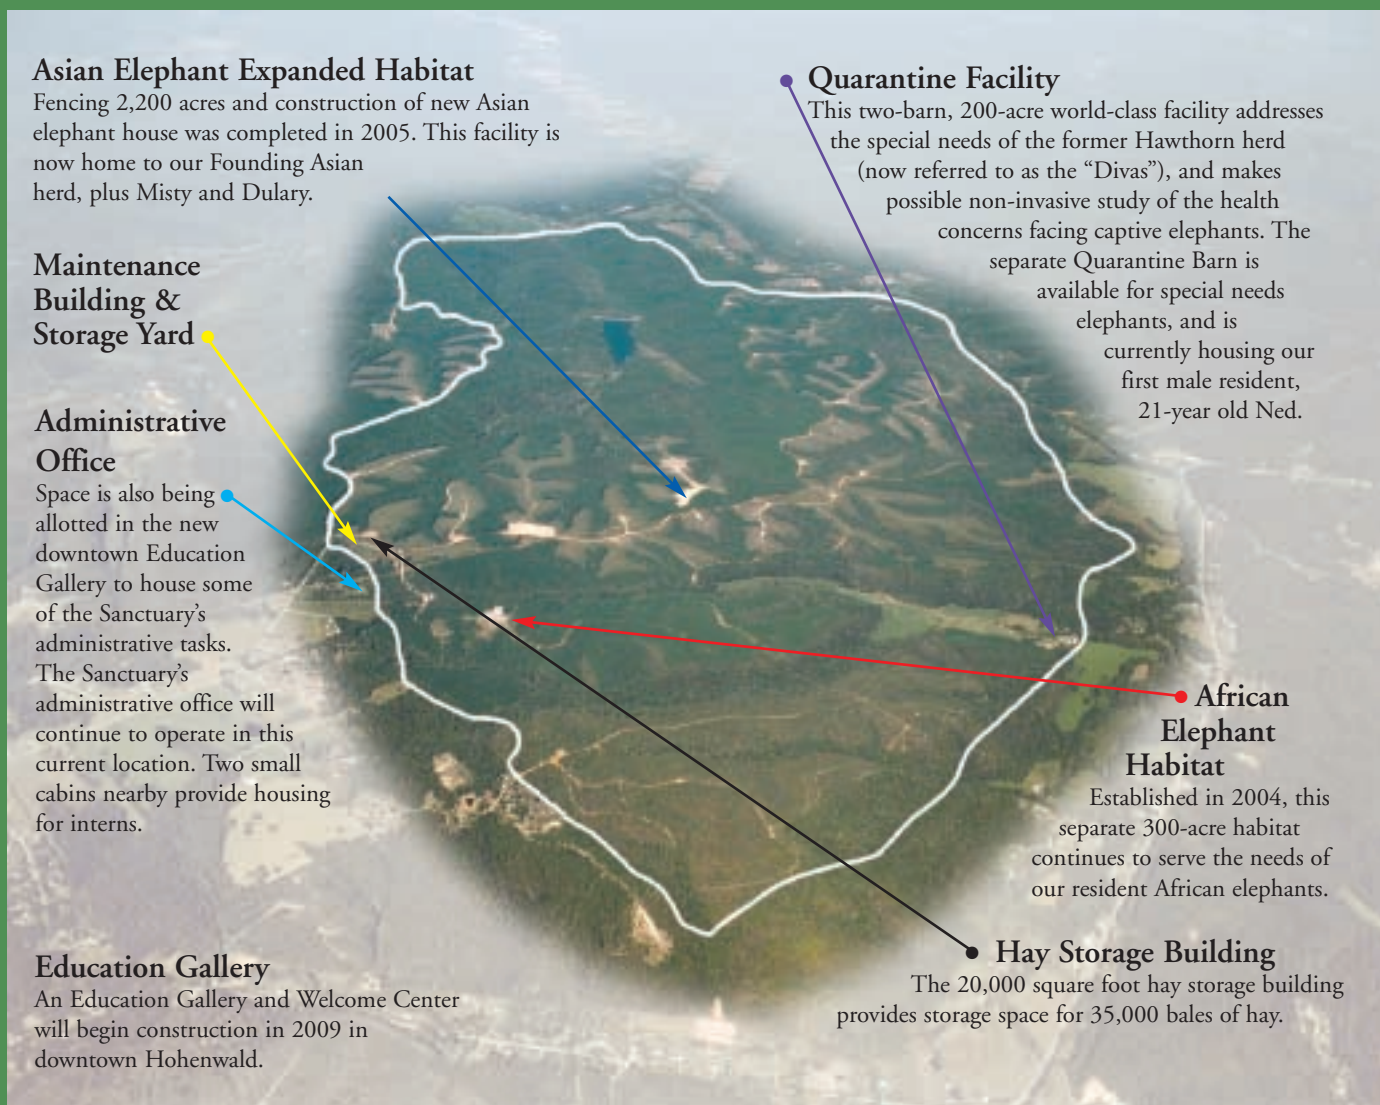 Asian Elephant Expanded Habitat
Fencing 2,200 acres and construction of new Asian
elephant house was completed in 2005. This facility is
now home to our Founding Asian
herd, plus Misty and Dulary.
Maintenance
Building &
Storage Yard
Administrative
Office
Space is also being
allotted in the new
downtown Education
Gallery to house some
of the Sanctuary's
administrative tasks.
The Sanctuary's
administrative office will
continue to operate in this
current location. Two small
cabins nearby provide housing
for interns.
Education Gallery
An Education Gallery and Welcome Center
will begin construction in 2009 in
downtown Hohenwald.
Quarantine Facility
This two-barn, 200-acre world-class facility addresses
the special needs of the former Hawthorn herd
(now referred to as the “Divas”), and makes
possible non-invasive study of the health
concerns facing captive elephants. The
separate Quarantine Barn is
available for special needs
elephants, and is
currently housing our
first male resident,
21-year old Ned.
African
Elephant
Habitat
Established in 2004, this
separate 300-acre habitat
continues to serve the needs of
our resident African elephants.
Hay Storage Building
The 20,000 square foot hay storage building
provides storage space for 35,000 bales of hay.